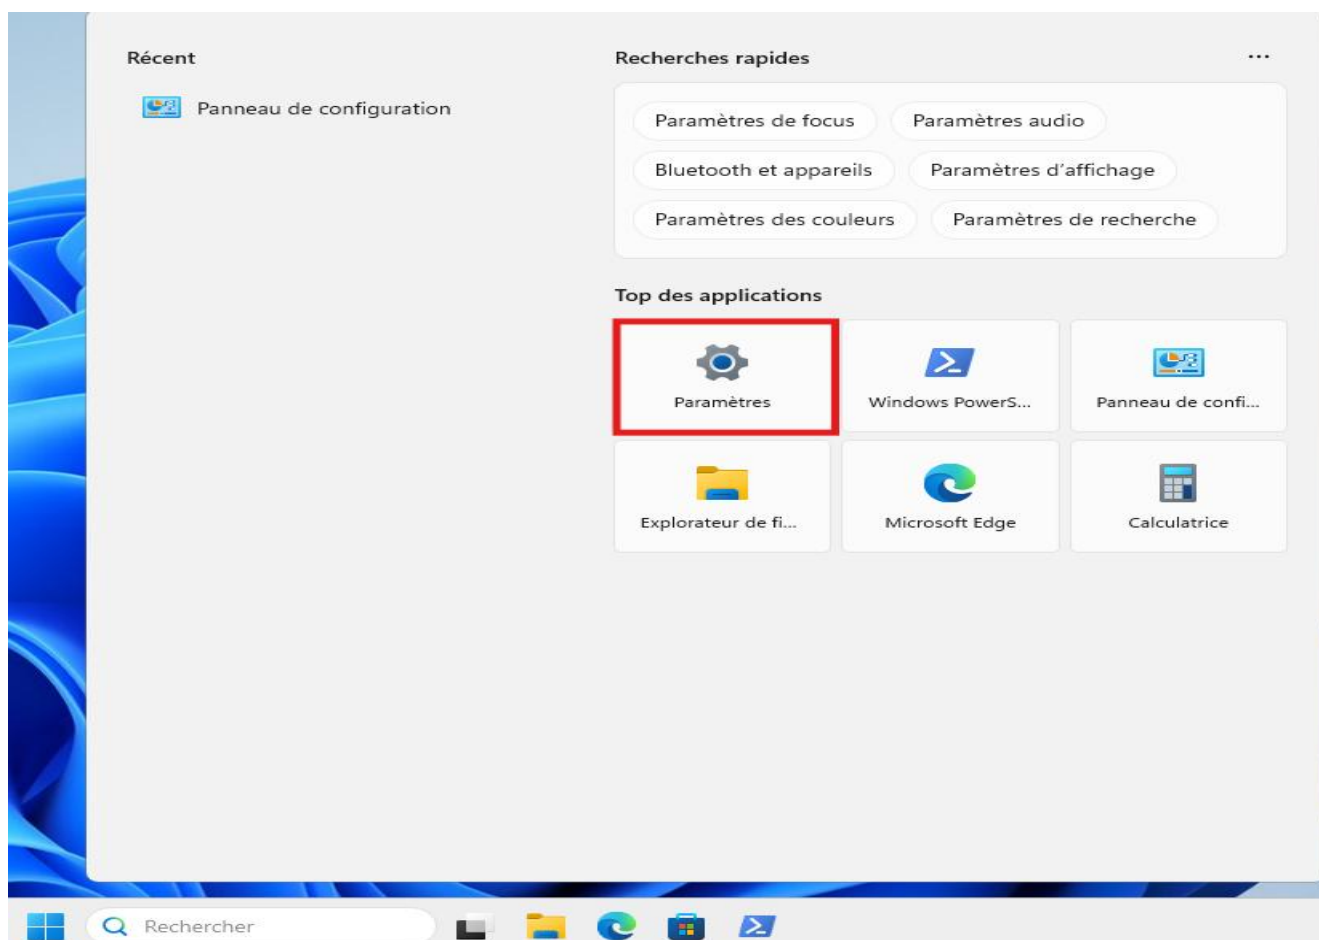 Récent
Panneau de configuration
Recherches rapides
...
Paramètres de focus
Paramètres audio
Bluetooth et appareils
Paramètres d’affichage
Paramètres des couleurs
Paramètres de recherche
Top des applications
Paramètres
Windows PowerS...
Panneau de confi...
Explorateur de fi...
Microsoft Edge
Calculatrice
Rechercher